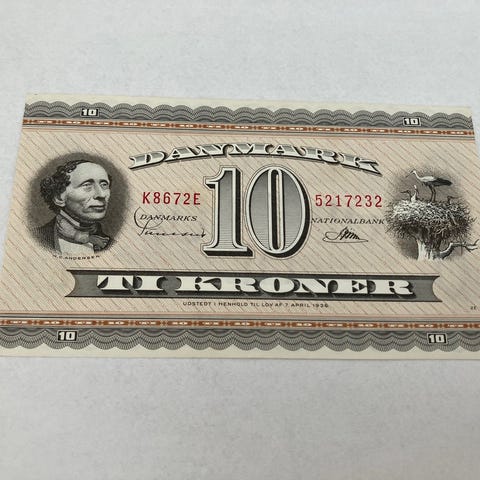 10 10
DANMARK
K8672E 10 5217232
DANMARKS NATIONALBANK
H.C. ANDERSEN
TI KRONER
UDSTEDT I HENHOLD TIL LOV AF 7. APRIL 1936
10 10